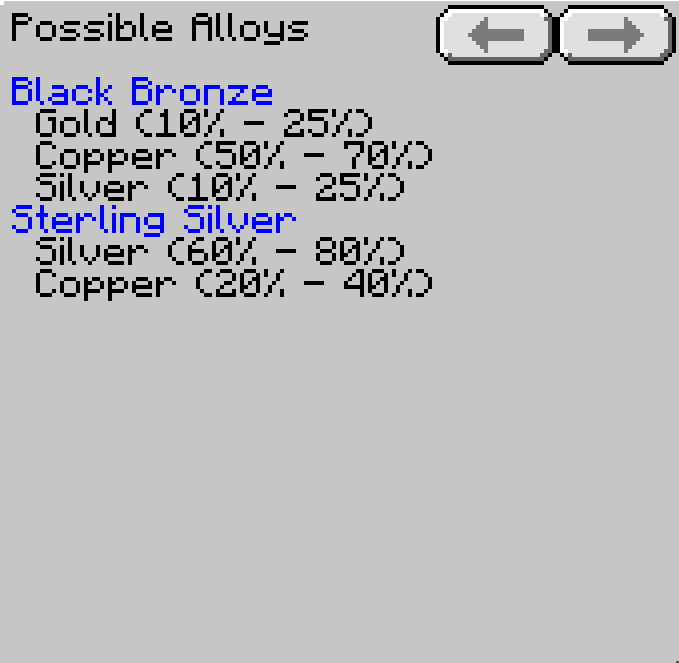 Possible Alloys
Black Bronze
Gold (10% - 25%)
Copper (50% - 70%)
Silver (10% - 25%)
Sterling Silver
Silver (60% - 80%)
Copper (20% - 40%)